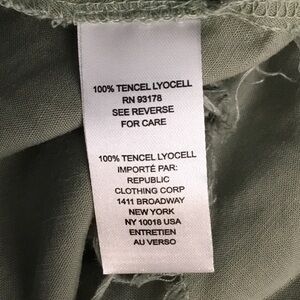 100% TENCEL LYOCELL
RN 93178
SEE REVERSE
FOR CARE
100% TENCEL LYOCELL
IMPORTÉ PAR:
REPUBLIC
CLOTHING CORP
1411 BROADWAY
NEW YORK
NY 10018 USA
ENTRETIEN
AU VERSO